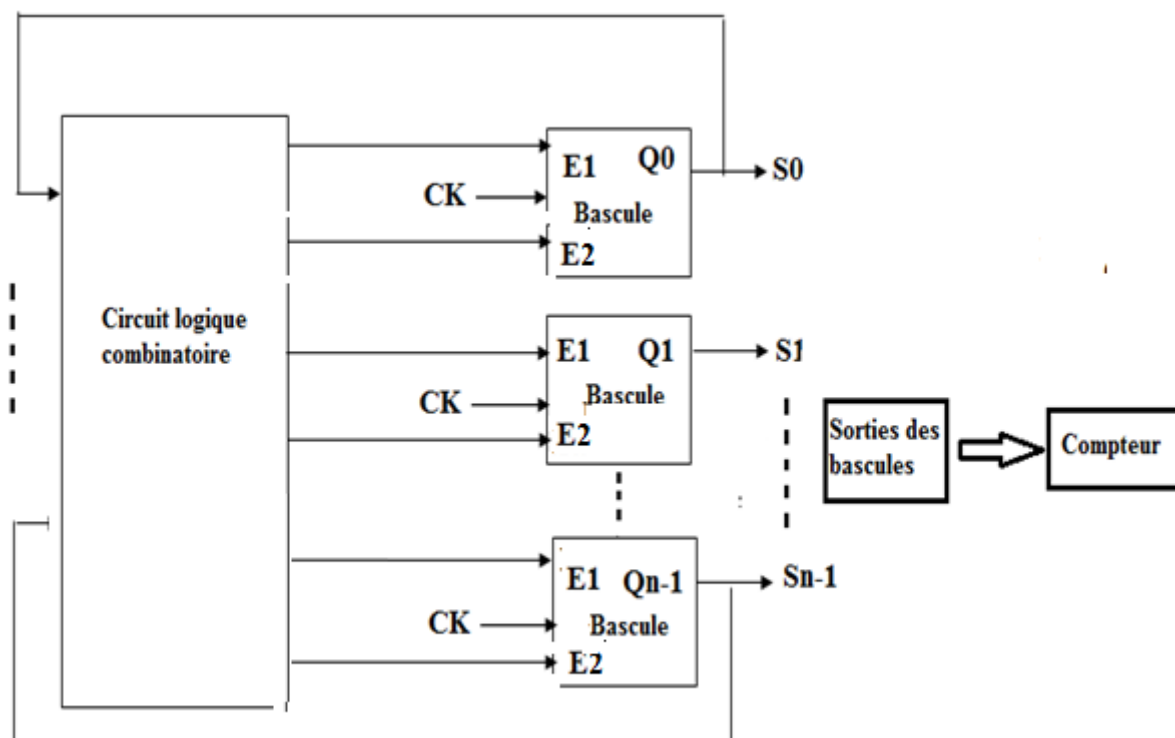 E1 Q0
S0
CK
Bascule
E2
Circuit logique
combinatoire
E1 Q1
S1
CK
Bascule
E2
Sorties des
bascules
Compteur
E1 Qn-1
Sn-1
CK
Bascule
E2